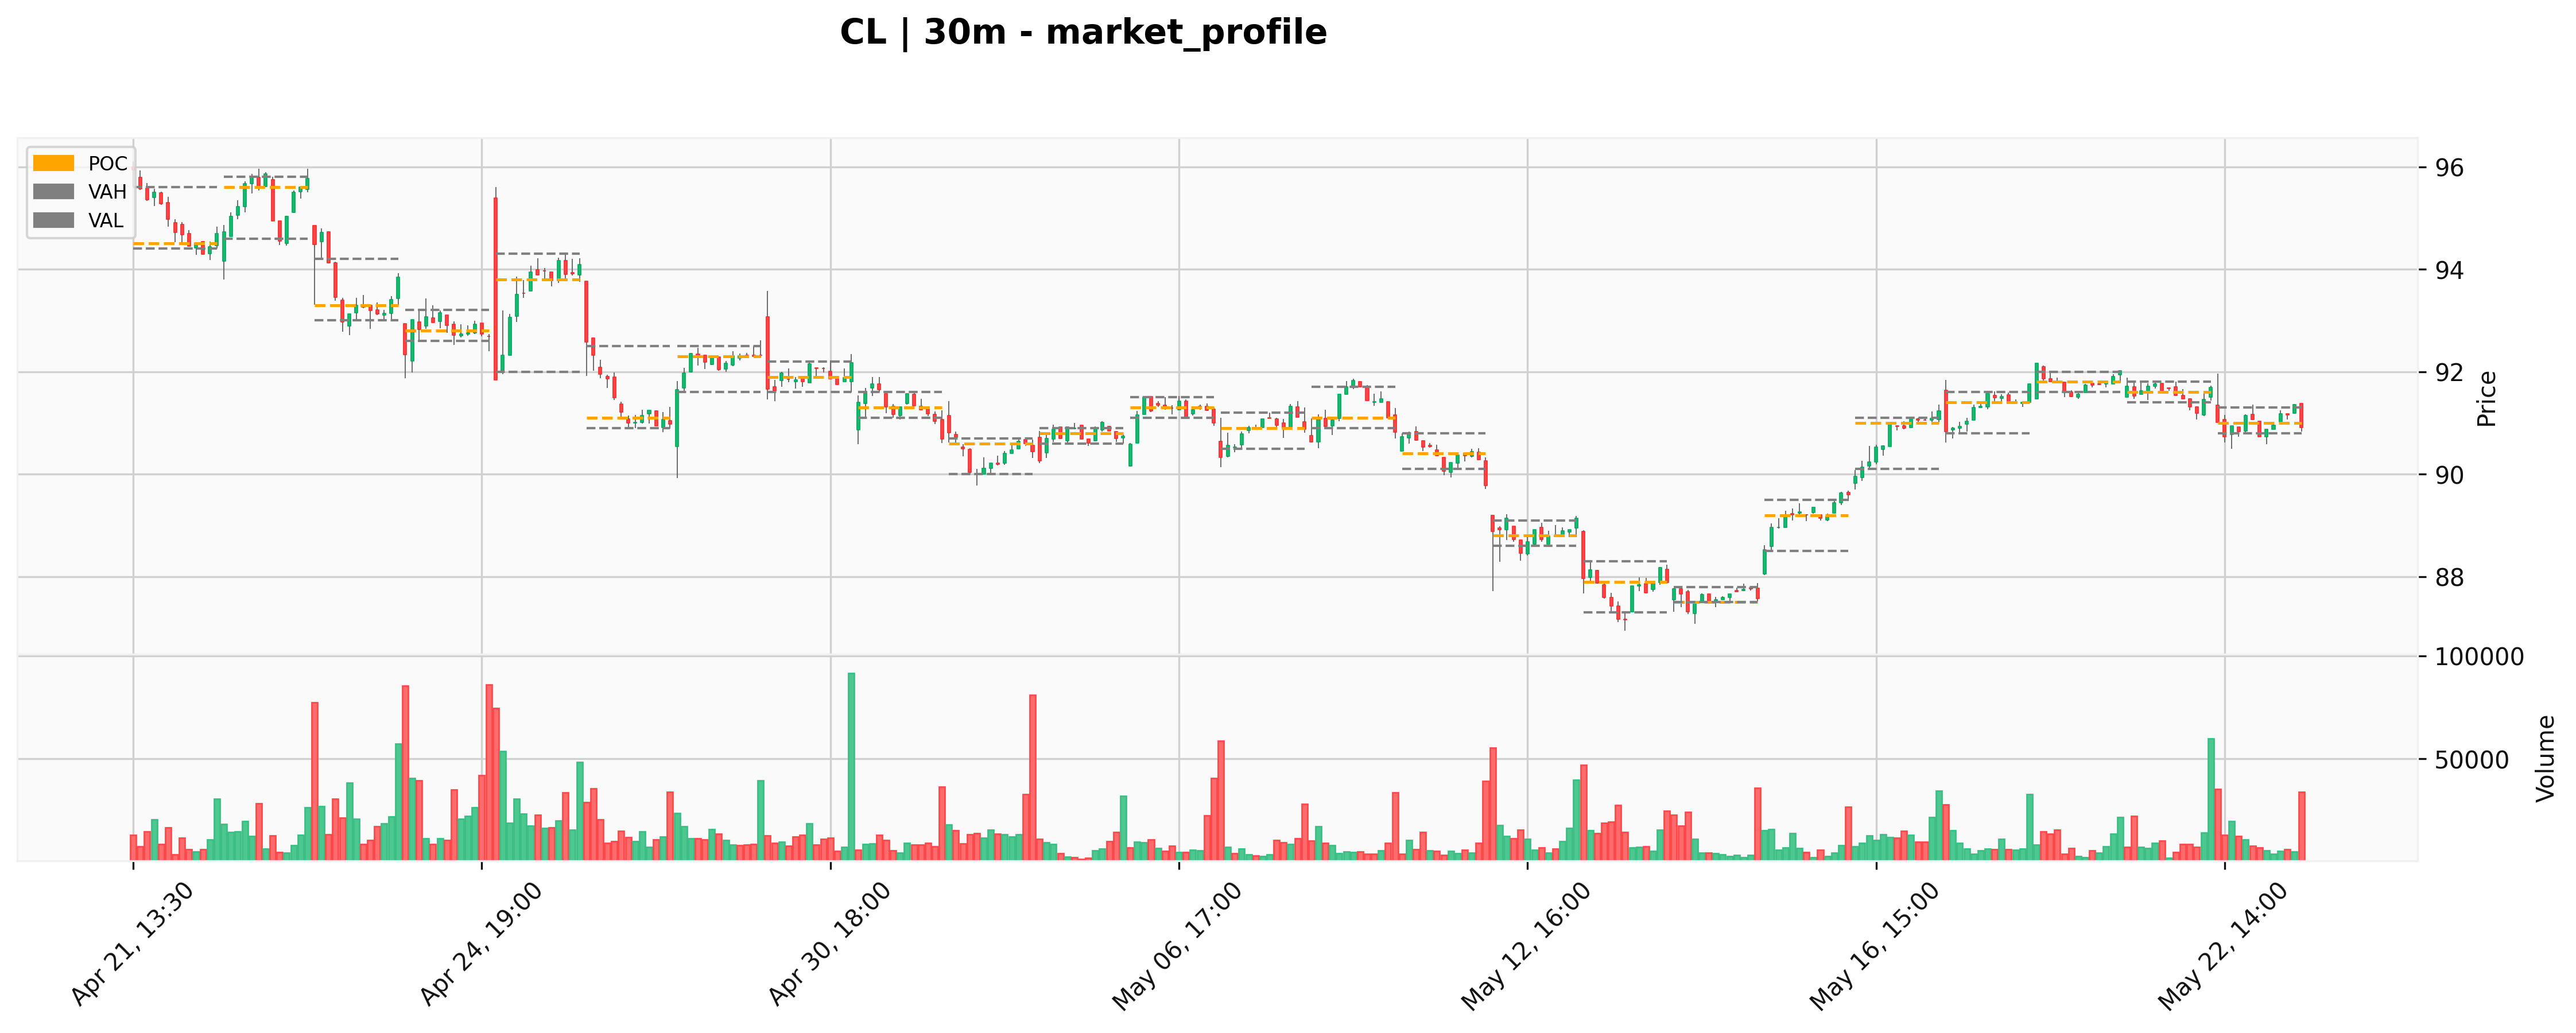 CL | 30m - market_profile
POC
VAH
VAL
96
94
92
90
88
Price
100000
50000
Volume
Apr 21, 13:30
Apr 24, 19:00
Apr 30, 18:00
May 06, 17:00
May 12, 16:00
May 16, 15:00
May 22, 14:00